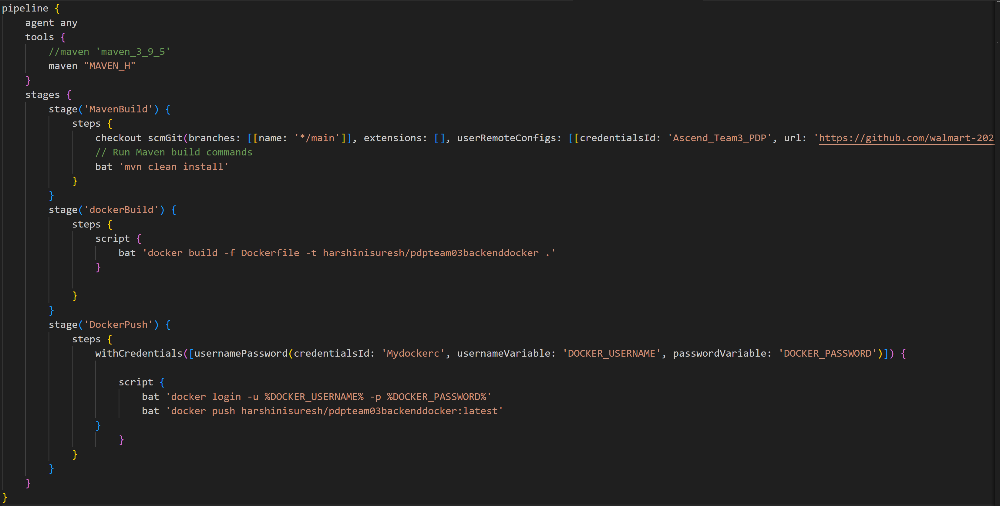 pipeline {
    agent any
    tools {
        //maven 'maven_3_9_5'
        maven "MAVEN_H"
    }
    stages {
        stage('MavenBuild') {
            steps {
                checkout scmGit(branches: [[name: '*/main']], extensions: [], userRemoteConfigs: [[credentialsId: 'Ascend_Team3_PDP', url: 'https://github.com/walmart-202
                // Run Maven build commands
                bat 'mvn clean install'
            }
        }
        stage('dockerBuild') {
            steps {
                script {
                    bat 'docker build -f Dockerfile -t harshinisuresh/pdpteam03backenddocker .'
                }

            }
        }
        stage('DockerPush') {
            steps {
                withCredentials([usernamePassword(credentialsId: 'Mydockerc', usernameVariable: 'DOCKER_USERNAME', passwordVariable: 'DOCKER_PASSWORD')]) {

                    script {
                        bat 'docker login -u %DOCKER_USERNAME% -p %DOCKER_PASSWORD%'
                        bat 'docker push harshinisuresh/pdpteam03backenddocker:latest'
                }
                    }
            }
        }
    }
}